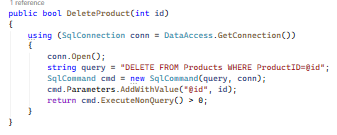 1 reference
public bool DeleteProduct(int id)
{
using (SqlConnection conn = DataAccess.GetConnection())
{
conn.Open();
string query = "DELETE FROM Products WHERE ProductID=@id";
SqlCommand cmd = new SqlCommand(query, conn);
cmd.Parameters.AddWithValue("@id", id);
return cmd.ExecuteNonQuery() > 0;
}
}